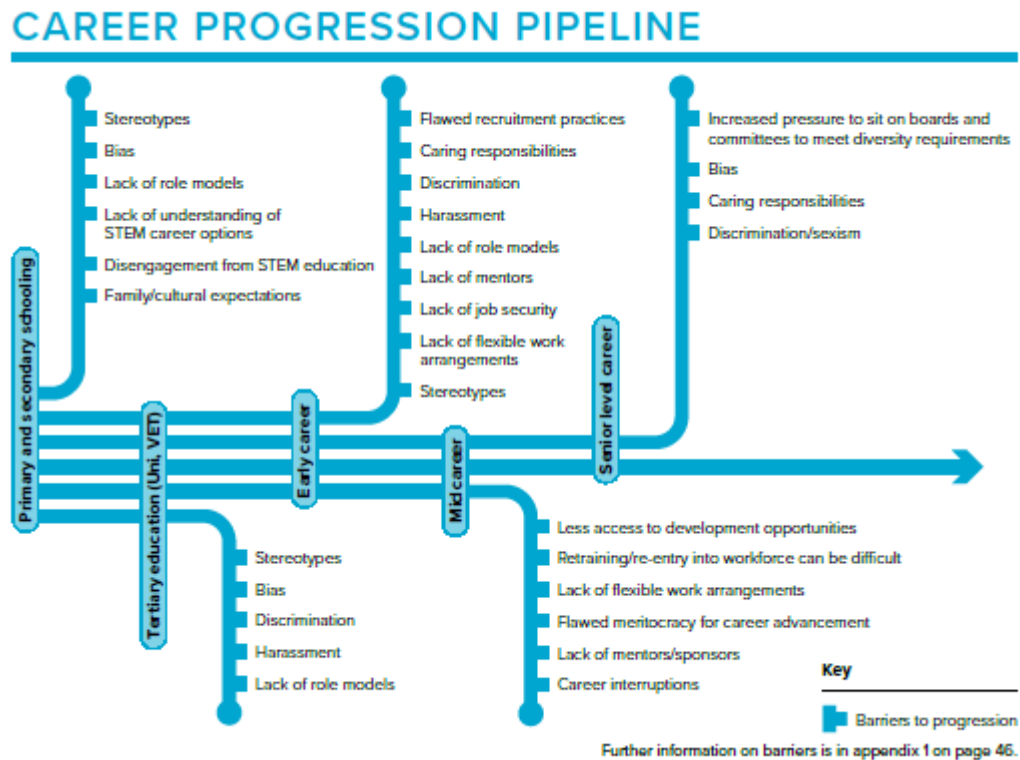 CAREER PROGRESSION PIPELINE
Stereotypes
Bias
Lack of role models
Lack of understanding of
STEM career options
Disengagement from STEM education
Family/cultural expectations
Flawed recruitment practices
Caring responsibilities
Discrimination
Harassment
Lack of role models
Lack of mentors
Lack of job security
Lack of flexible work
arrangements
Stereotypes
Increased pressure to sit on boards and
committees to meet diversity requirements
Bias
Caring responsibilities
Discrimination/sexism
Primary and secondary schooling
Tertiary education (Uni, VET)
Early career
Mid career
Senior level career
Stereotypes
Bias
Discrimination
Harassment
Lack of role models
Less access to development opportunities
Retraining/re-entry into workforce can be difficult
Lack of flexible work arrangements
Flawed meritocracy for career advancement
Lack of mentors/sponsors
Career interruptions
Key
Barriers to progression
Further information on barriers is in appendix 1 on page 46.